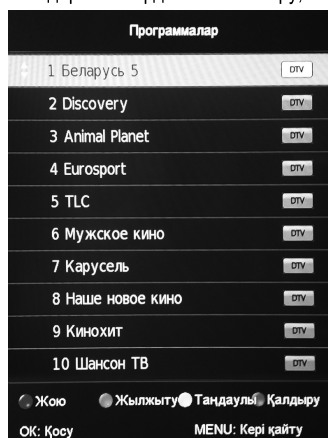 Программалар
1 Беларусь 5 DTV
2 Discovery DTV
3 Animal Planet DTV
4 Eurosport DTV
5 TLC DTV
6 Мужское кино DTV
7 Карусель DTV
8 Наше новое кино DTV
9 Кинохит DTV
10 Шансон ТВ DTV
Жою Жылжыту Таңдаулы Қалдыру
OK: Қосу MENU: Кері қайту